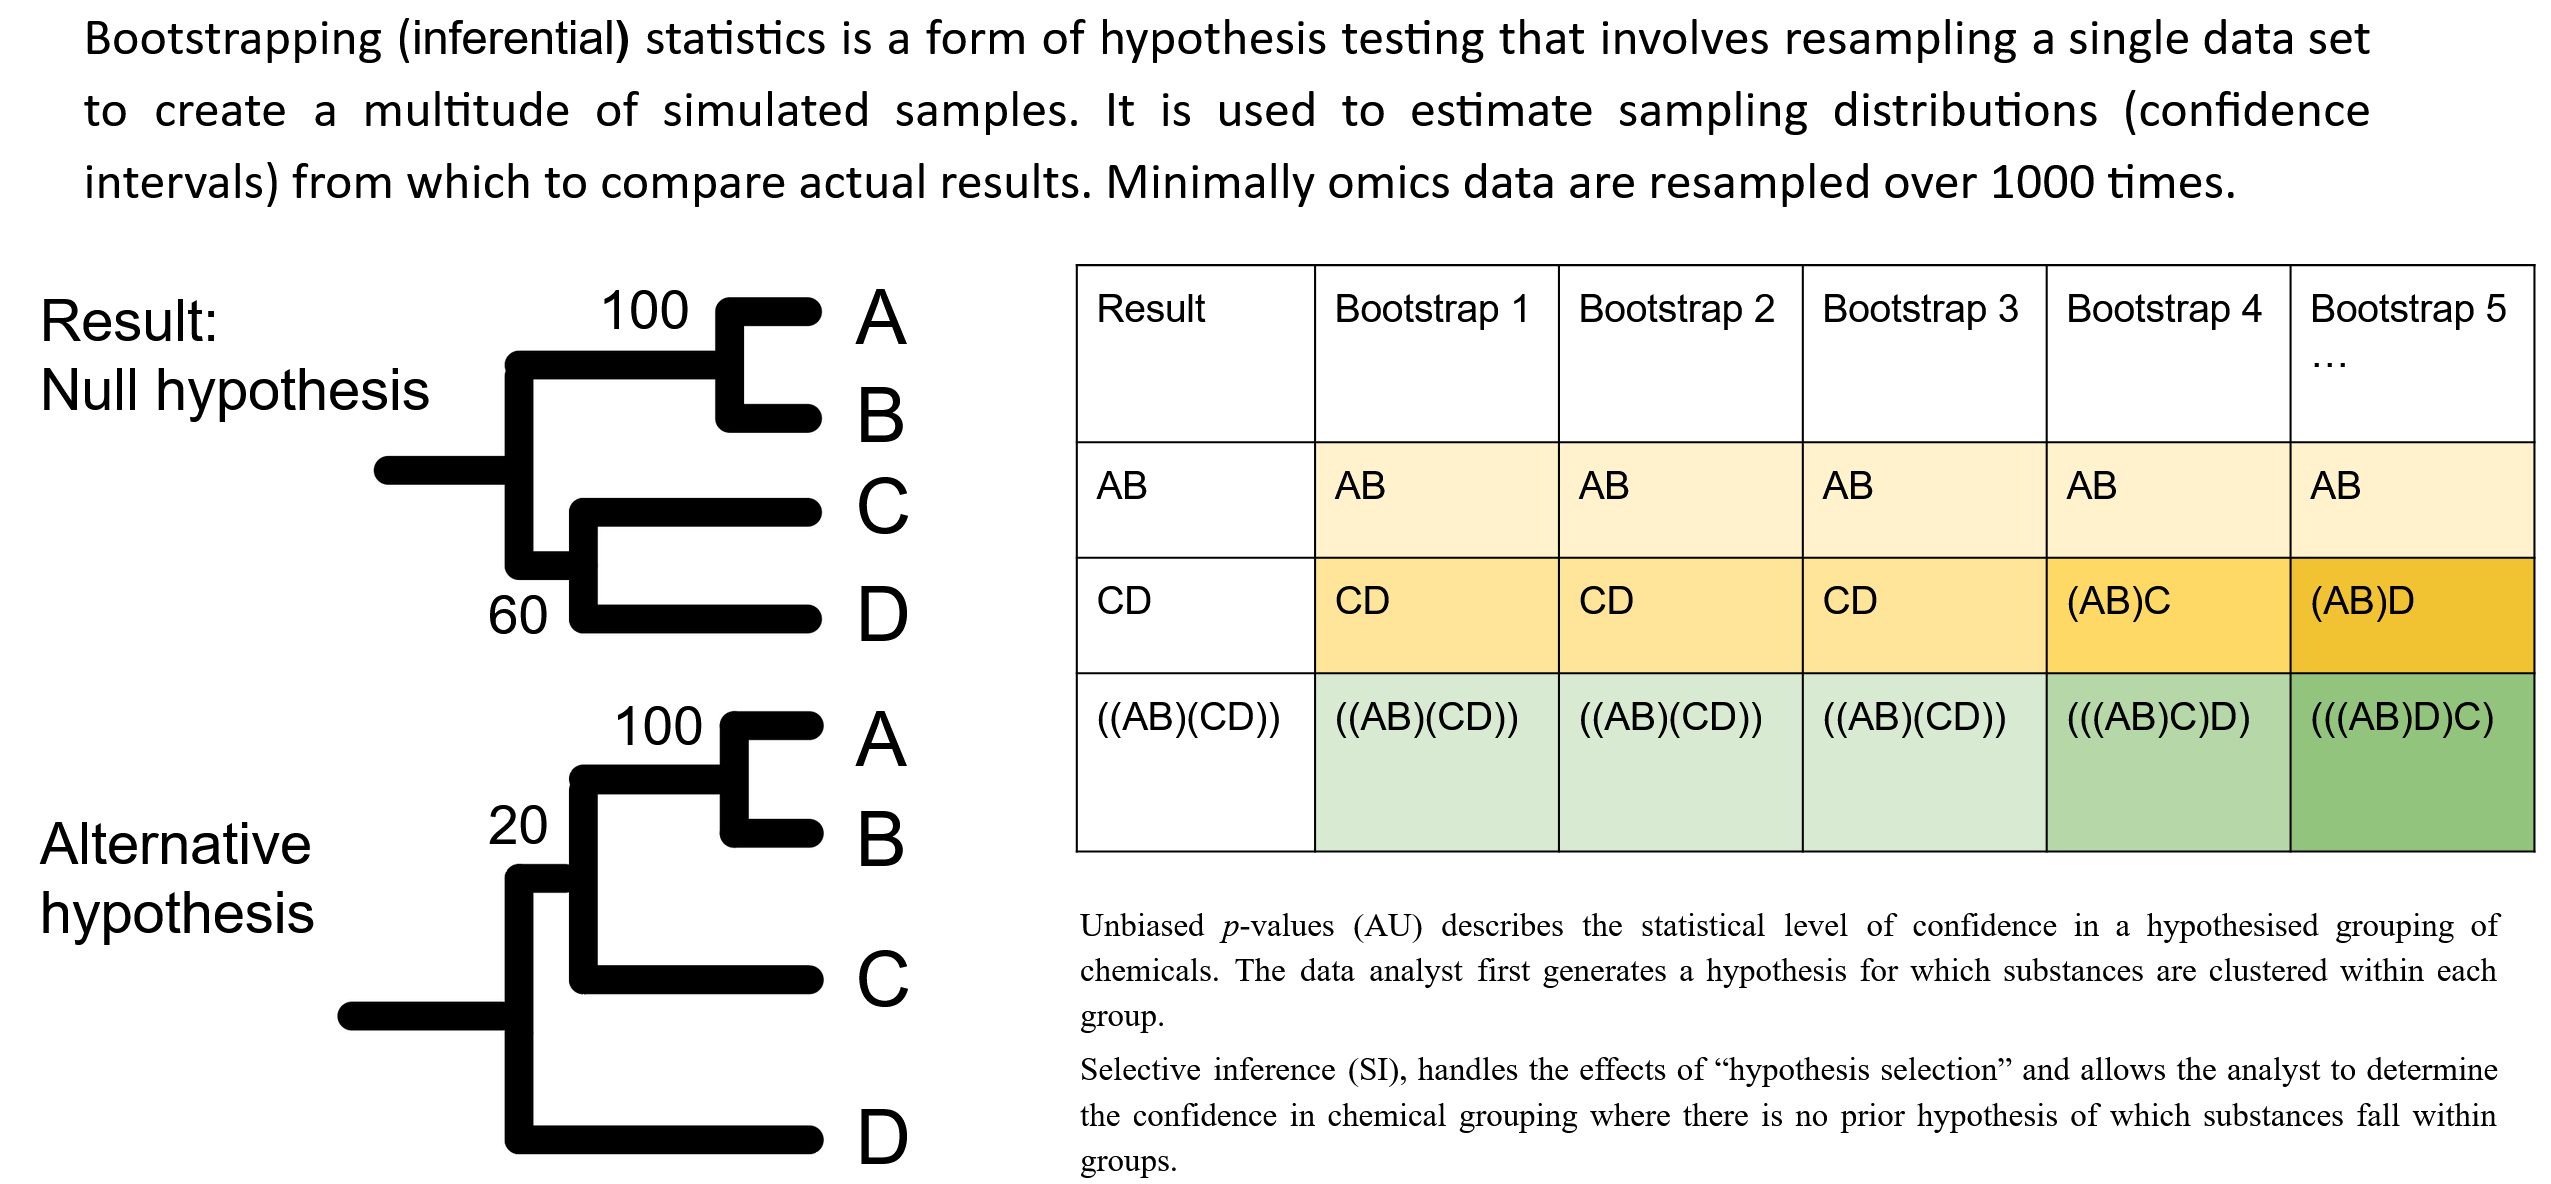 Bootstrapping (inferential) statistics is a form of hypothesis testing that involves resampling a single data set
to create a multitude of simulated samples. It is used to estimate sampling distributions (confidence
intervals) from which to compare actual results. Minimally omics data are resampled over 1000 times.
Result:
Null hypothesis
100
A
B
C
60
D
Alternative
hypothesis
100
A
20
B
C
D
Result Bootstrap 1 Bootstrap 2 Bootstrap 3 Bootstrap 4 Bootstrap 5
...
AB AB AB AB AB AB
CD CD CD CD (AB)C (AB)D
((AB)(CD)) ((AB)(CD)) ((AB)(CD)) ((AB)(CD)) (((AB)C)D) (((AB)D)C)
Unbiased p-values (AU) describes the statistical level of confidence in a hypothesised grouping of
chemicals. The data analyst first generates a hypothesis for which substances are clustered within each
group.
Selective inference (SI), handles the effects of “hypothesis selection” and allows the analyst to determine
the confidence in chemical grouping where there is no prior hypothesis of which substances fall within
groups.